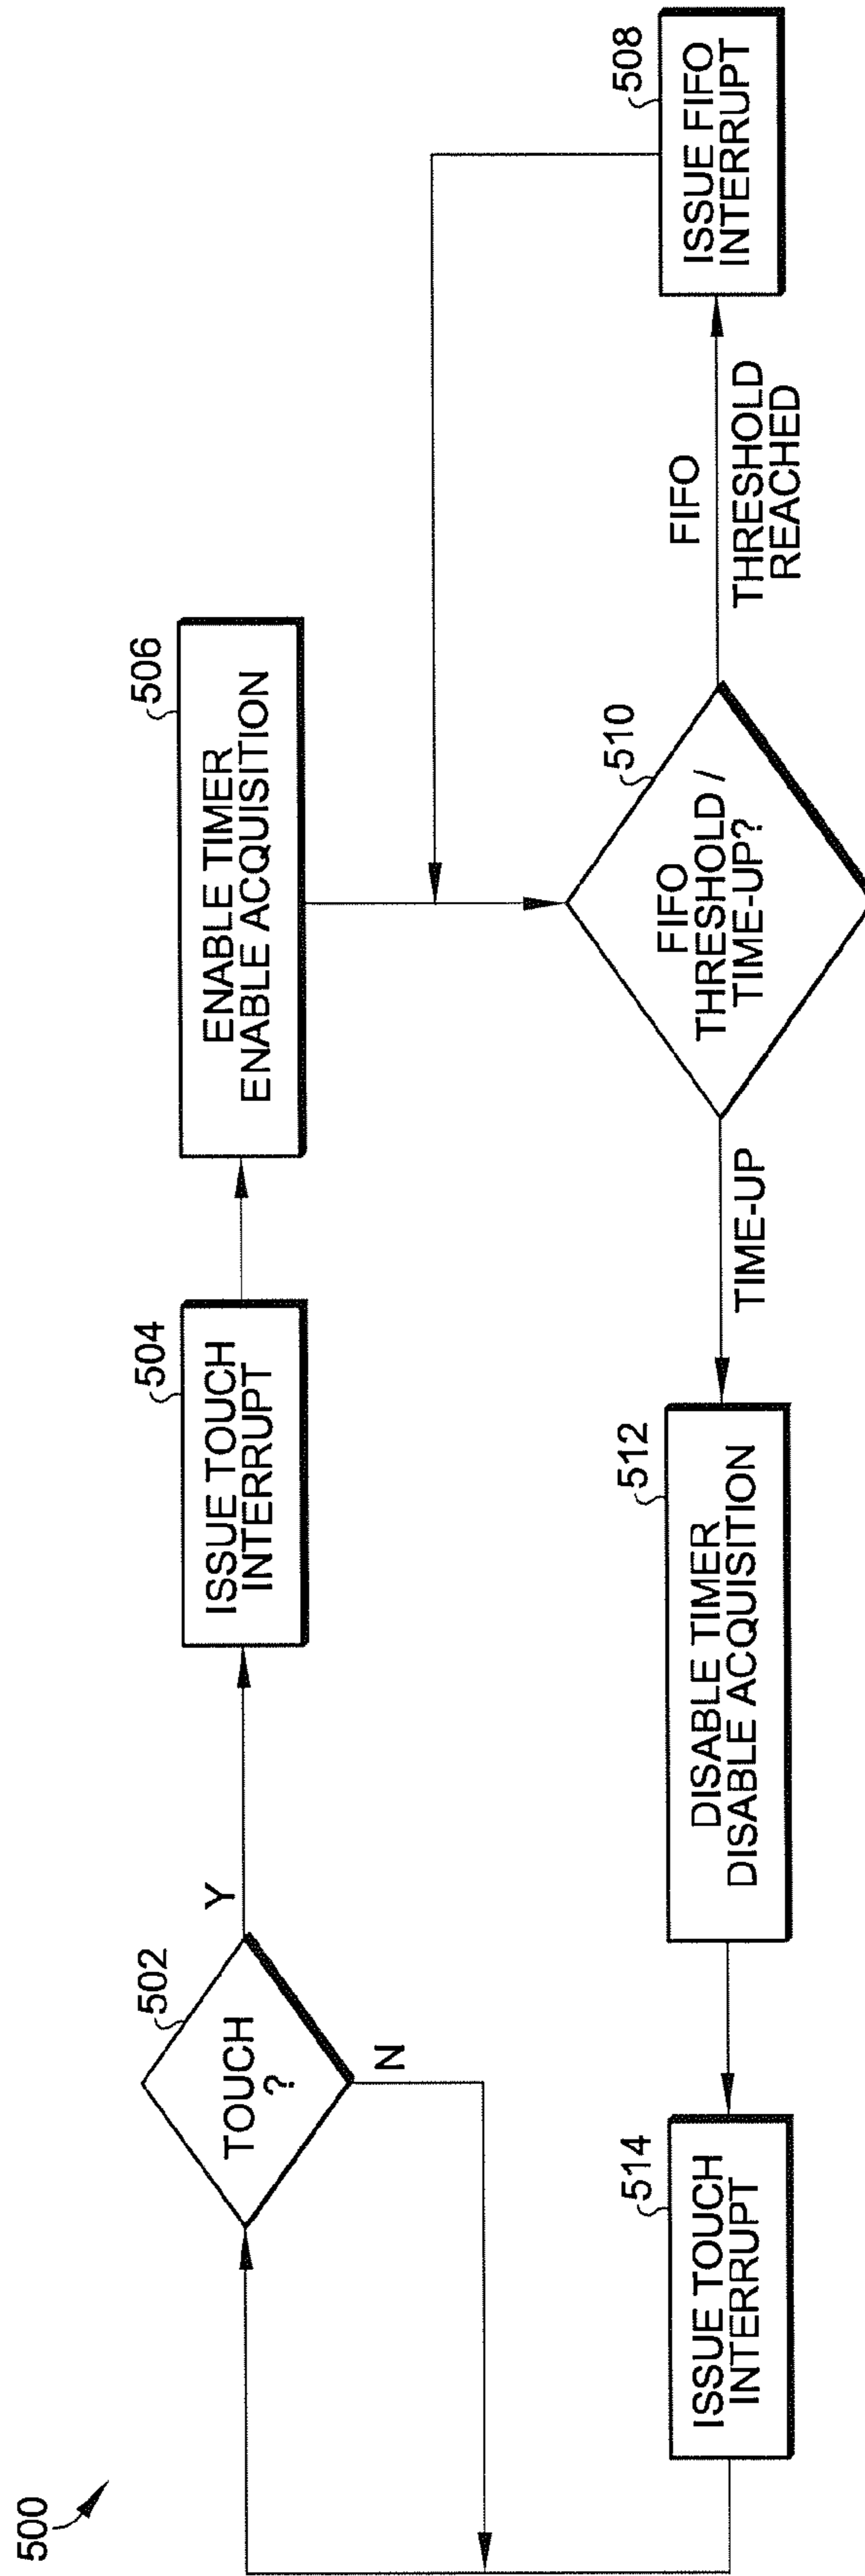 500
502
TOUCH
?
Y
N
504
ISSUE TOUCH
INTERRUPT
506
ENABLE TIMER
ENABLE ACQUISITION
510
FIFO
THRESHOLD /
TIME-UP?
FIFO
THRESHOLD
REACHED
508
ISSUE FIFO
INTERRUPT
TIME-UP
512
DISABLE TIMER
DISABLE ACQUISITION
514
ISSUE TOUCH
INTERRUPT